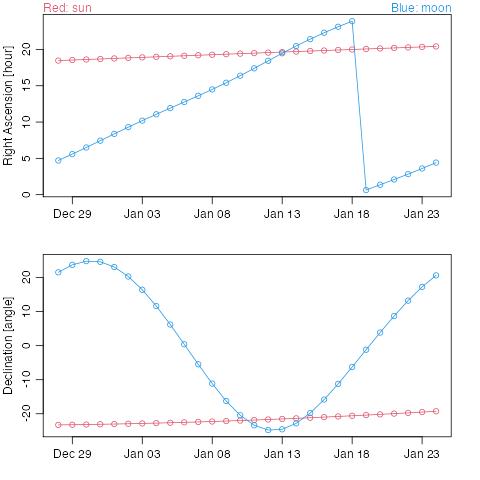 Red: sun Blue: moon
Right Ascension [hour]
20
15
10
5
0
Dec 29 Jan 03 Jan 08 Jan 13 Jan 18 Jan 23
Declination [angle]
20
10
0
-10
-20
Dec 29 Jan 03 Jan 08 Jan 13 Jan 18 Jan 23